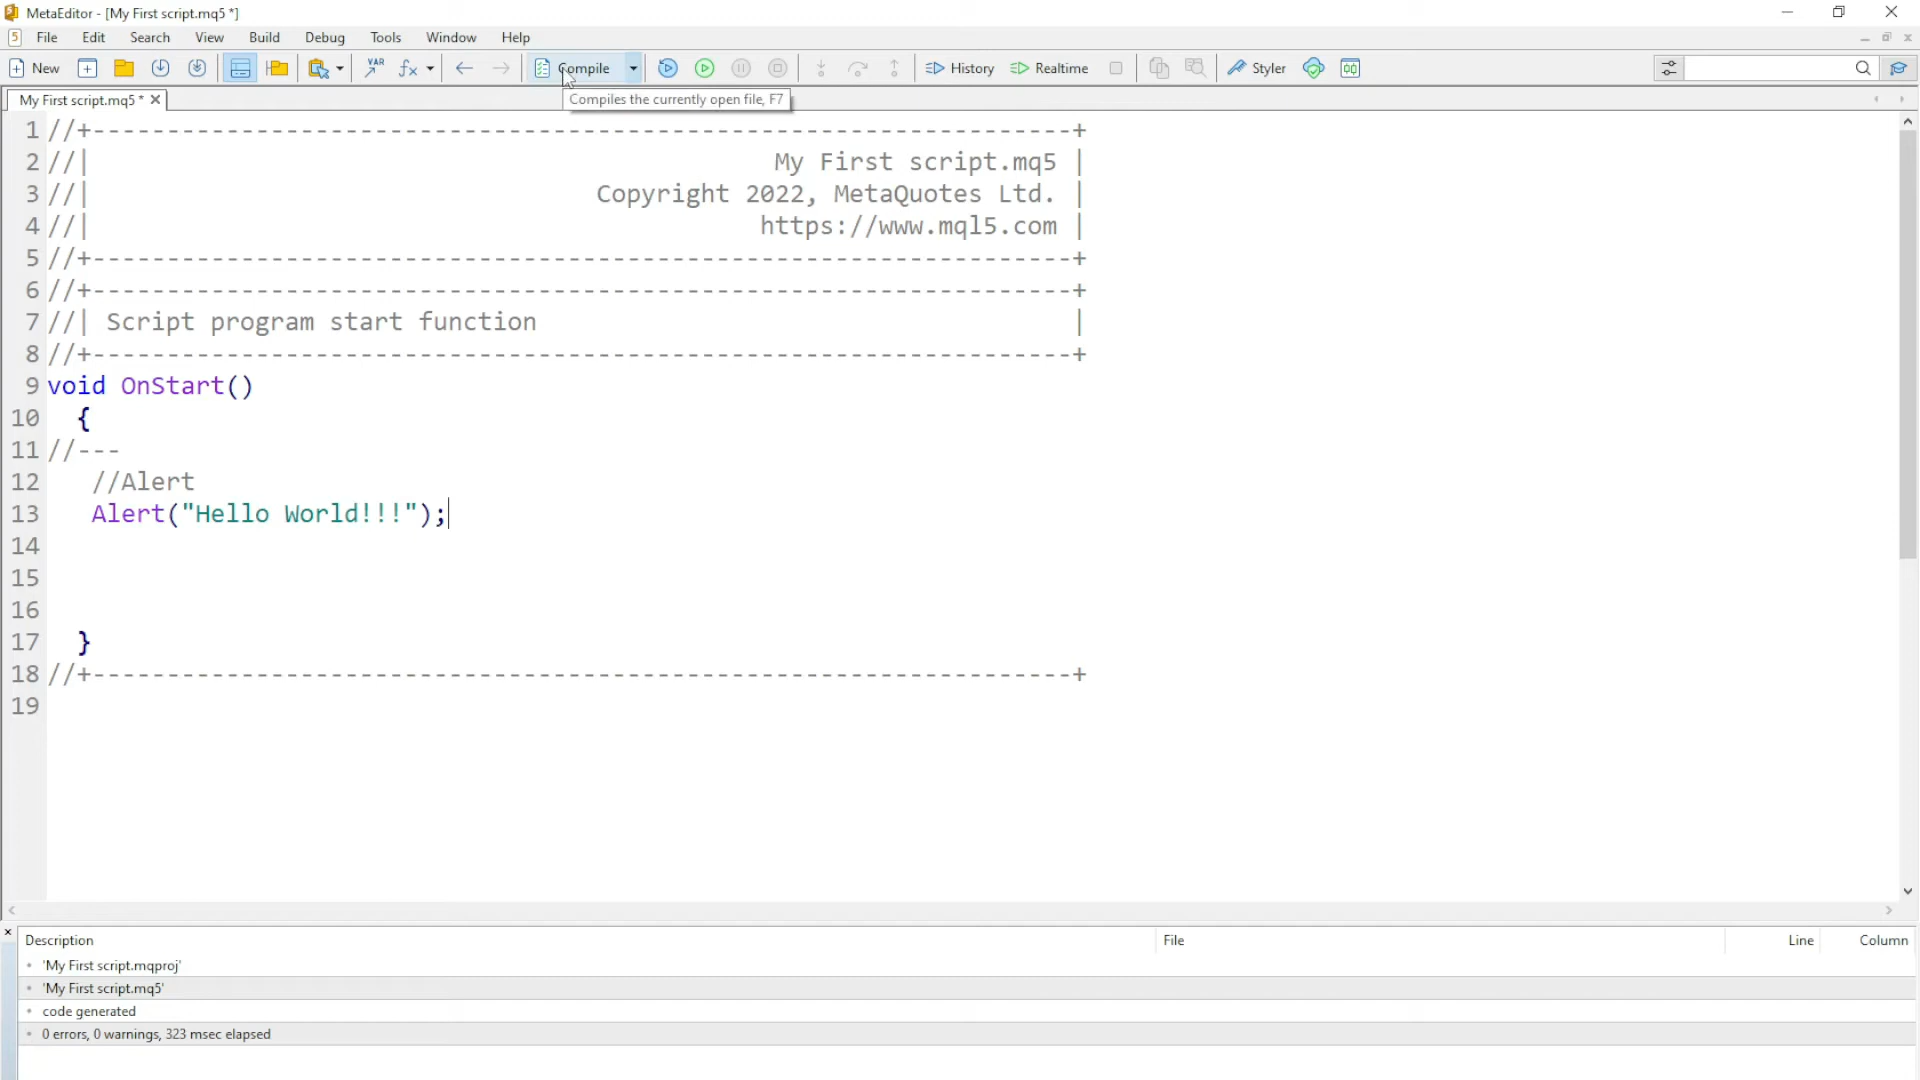 MetaEditor - [My First script.mq5 *]
File Edit Search View Build Debug Tools Window Help
New Compile History Realtime Styler
My First script.mq5 *
Compiles the currently open file, F7
1 //+------------------------------------------------------------------+
2 //| My First script.mq5 |
3 //| Copyright 2022, MetaQuotes Ltd. |
4 //| https://www.mql5.com |
5 //+------------------------------------------------------------------+
6 //+------------------------------------------------------------------+
7 //| Script program start function |
8 //+------------------------------------------------------------------+
9 void OnStart()
10 {
11 //---
12 //Alert
13 Alert("Hello World!!!");
14
15
16
17 }
18 //+------------------------------------------------------------------+
19
Description File Line Column
'My First script.mqproj'
'My First script.mq5'
code generated
0 errors, 0 warnings, 323 msec elapsed